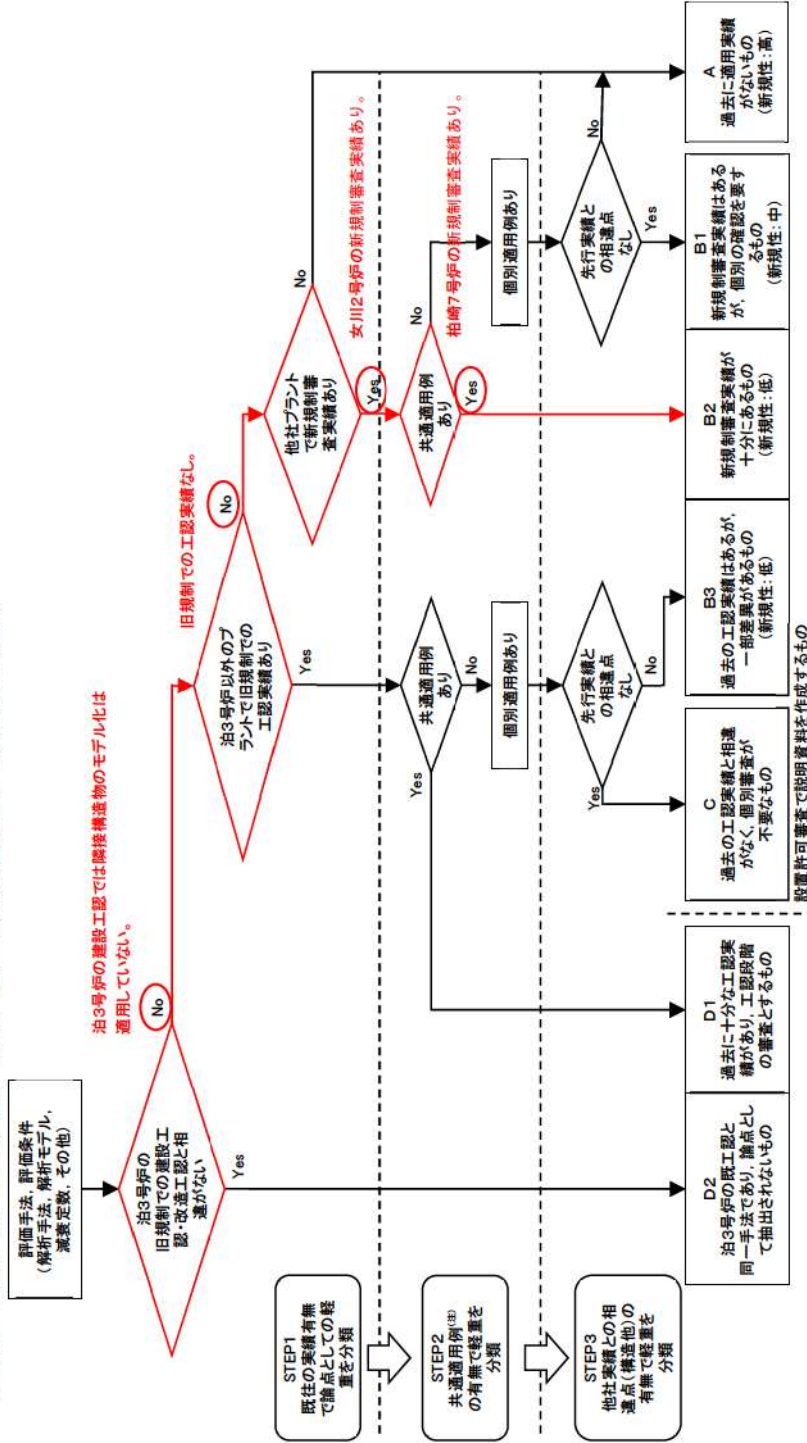 評価手法,評価条件
(解析手法,解析モデル,
減衰定数,その他)
泊3号炉の建設工認では隣接構造物のモデル化は
適用していない。
STEP1
既往の実績有無
で論点としての軽
重を分類
泊3号炉の
旧規制での建設工
認・改造工認と相
違がない
No
Yes
旧規制での工認実績なし。
泊3号炉以外のプ
ラントで旧規制での
工認実績あり
No
Yes
他社プラント
で新規制審
査実績あり
No
Yes
女川2号炉の新規制審査実績あり。
STEP2
共通適用例(注)
の有無で軽重を
分類
共通適用例
あり
Yes
No
個別適用例あり
共通適用例
あり
No
Yes
柏崎7号炉の新規制審査実績あり。
個別適用例あり
STEP3
他社実績との相
違点(構造他)の
有無で軽重を
分類
先行実績と
の相違点
なし
Yes
No
先行実績と
の相違点
なし
No
Yes
D2
泊3号炉の既工認と
同一手法であり,論点とし
て抽出されないもの
D1
過去に十分な工認実
績があり,工認段階
の審査とするもの
C
過去の工認実績と相違
がなく,個別審査が
不要なもの
B3
過去の工認実績はあるが,
一部差異があるもの
(新規性:低)
B2
新規制審査実績が
十分にあるもの
(新規性:低)
B1
新規制審査実績はある
が,個別の確認を要す
るもの
(新規性:中)
A
過去に適用実績
がないもの
(新規性:高)
設置許可審査で説明資料を作成するもの